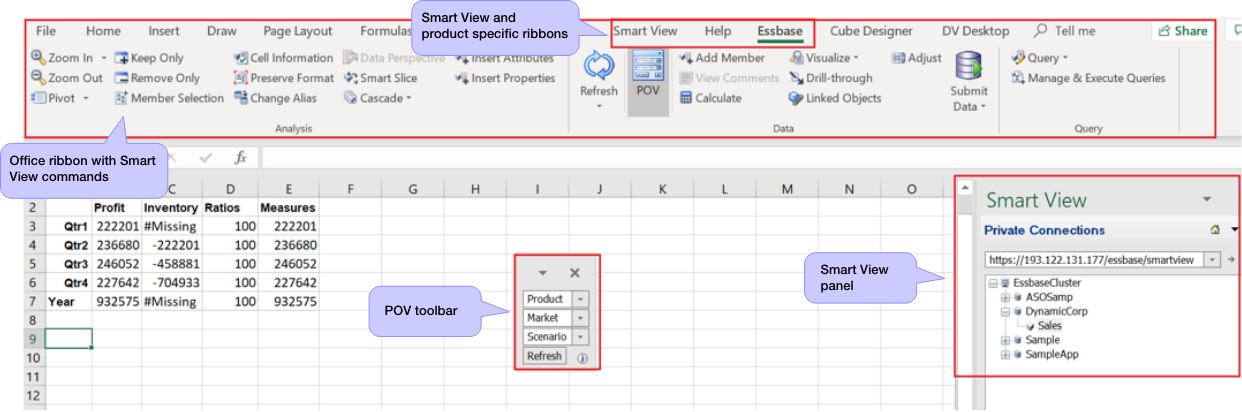 Smart View and
product specific ribbons
File Home Insert Draw Page Layout Formulas Smart View Help Essbase Cube Designer DV Desktop Tell me Share
Zoom In Keep Only Cell Information Data Perspective Insert Attributes Refresh POV Add Member Visualize Adjust Submit Data Query
Zoom Out Remove Only Preserve Format Smart Slice Insert Properties View Comments Drill-through Manage & Execute Queries
Pivot Member Selection Change Alias Cascade Calculate Linked Objects
Analysis Data Query
Office ribbon with Smart
View commands
fx
C D E F G H I J K L M N O
2 Profit Inventory Ratios Measures
3 Qtr1 222201 #Missing 100 222201
4 Qtr2 236680 -222201 100 236680
5 Qtr3 246052 -458881 100 246052
6 Qtr4 227642 -704933 100 227642
7 Year 932575 #Missing 100 932575
8
9
10
11
12
POV toolbar
Product
Market
Scenario
Refresh
Smart View
panel
Smart View
Private Connections
https://193.122.131.177/essbase/smartview
EssbaseCluster
ASOSamp
DynamicCorp
Sales
Sample
SampleApp